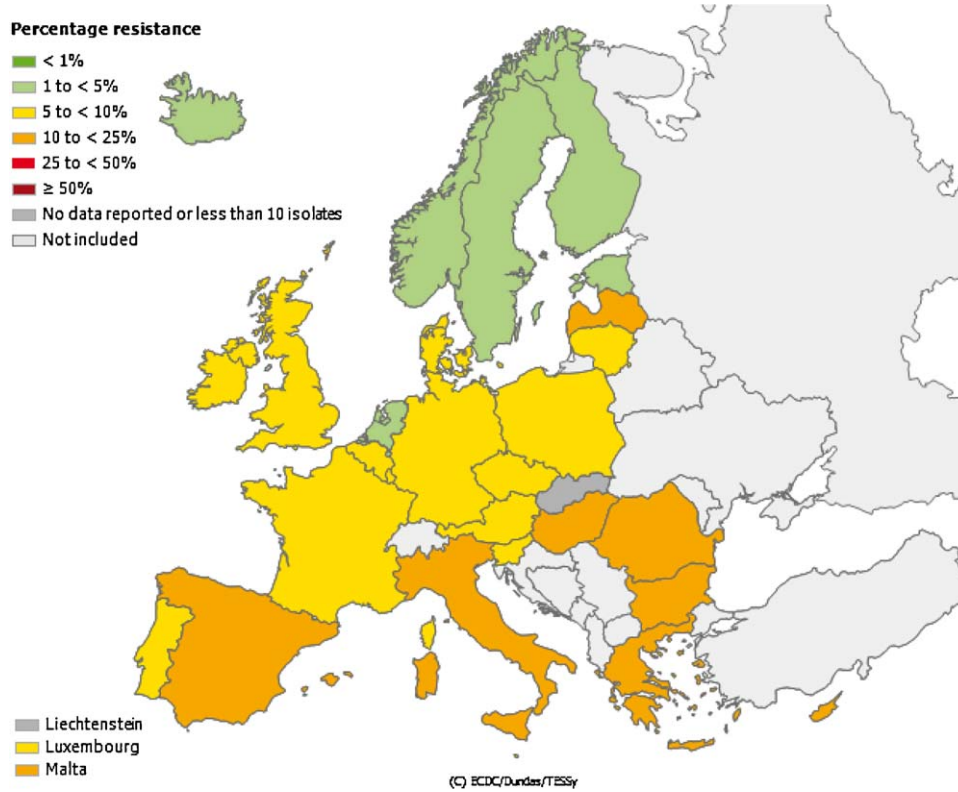 Percentage resistance
< 1%
1 to < 5%
5 to < 10%
10 to < 25%
25 to < 50%
≥ 50%
No data reported or less than 10 isolates
Not included
Liechtenstein
Luxembourg
Malta
(C) ECDC/Dundas/TESSy